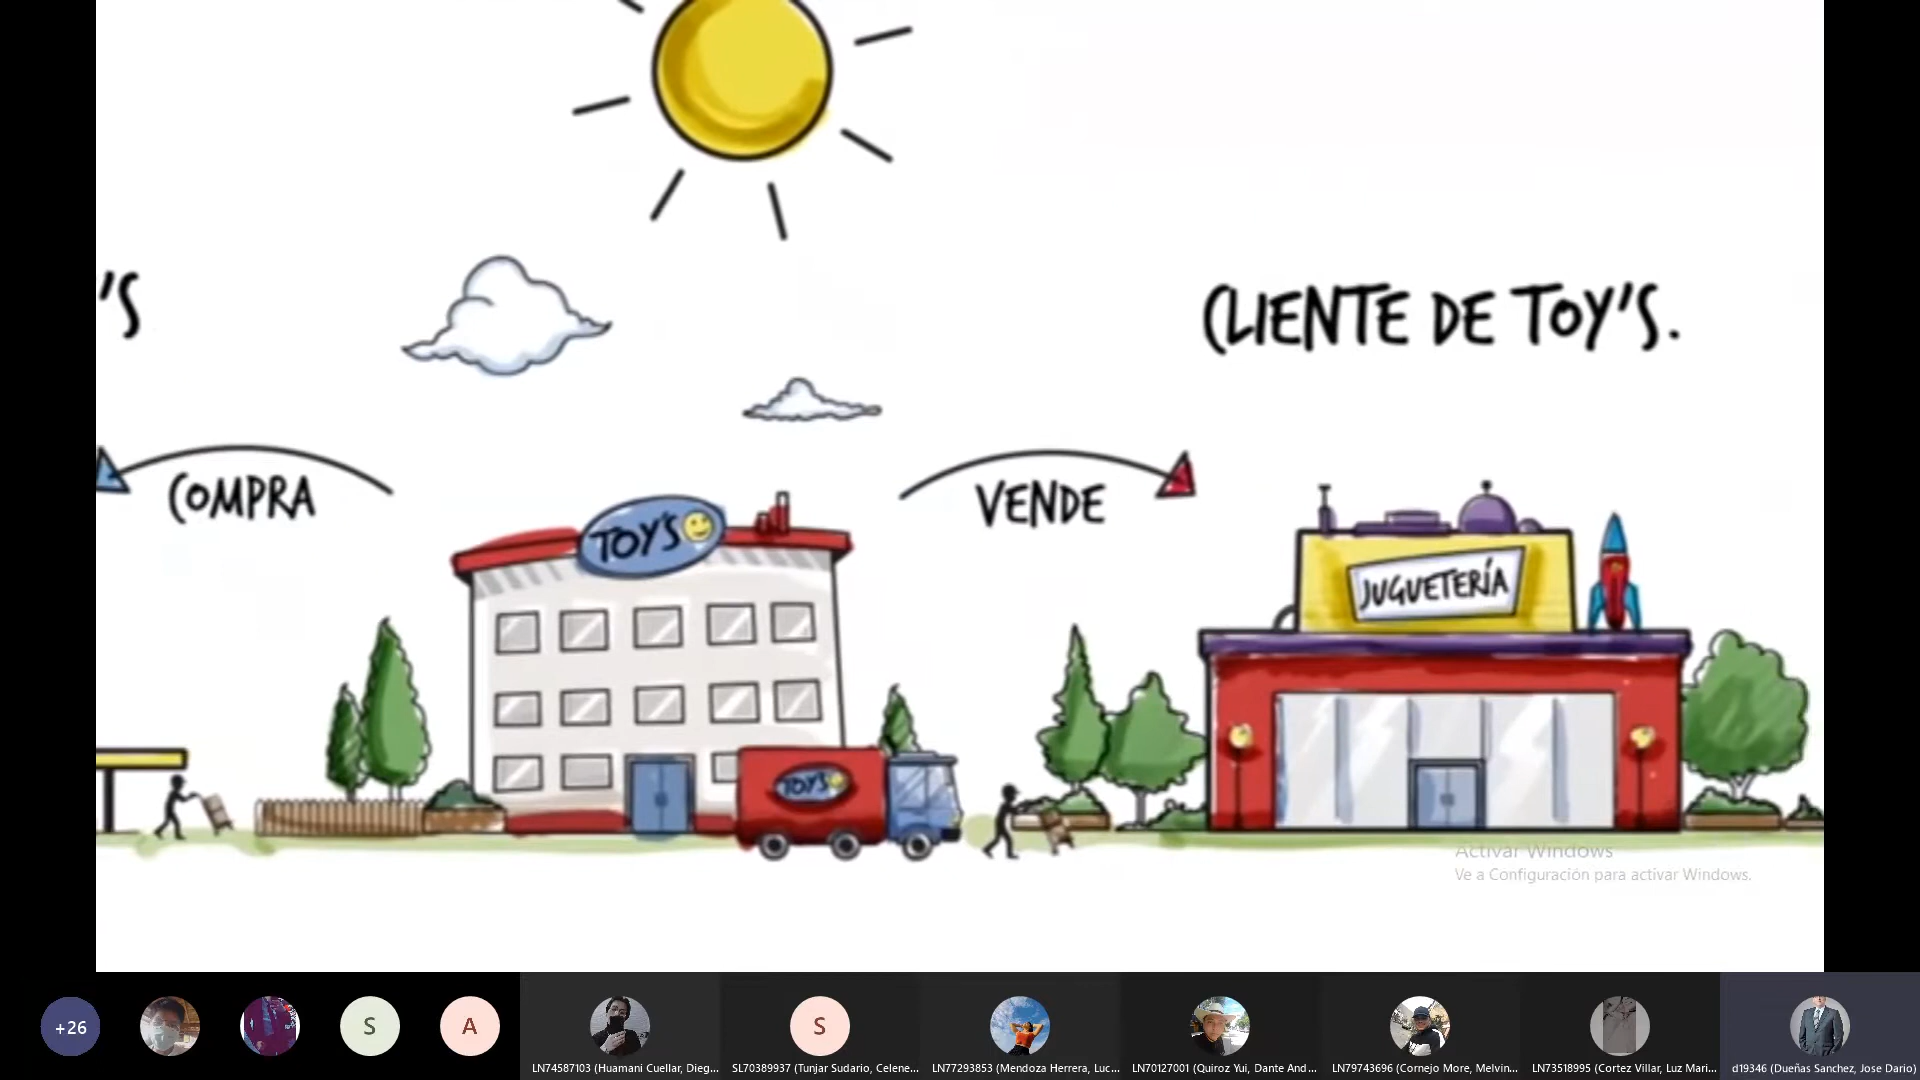 'S
CLIENTE DE TOY'S.
COMPRA
VENDE
TOY'S
JUGUETERÍA
TOY'S
Activar Windows
Ve a Configuración para activar Windows.
+26
S
A
S
LN74587103 (Huamani Cuellar, Dieg...
SL70389937 (Tunjar Sudario, Celene...
LN77293853 (Mendoza Herrera, Luc...
LN70127001 (Quiroz Yui, Dante And...
LN79743696 (Cornejo More, Melvin...
LN73518995 (Cortez Villar, Luz Mari...
d19346 (Dueñas Sanchez, Jose Dario)